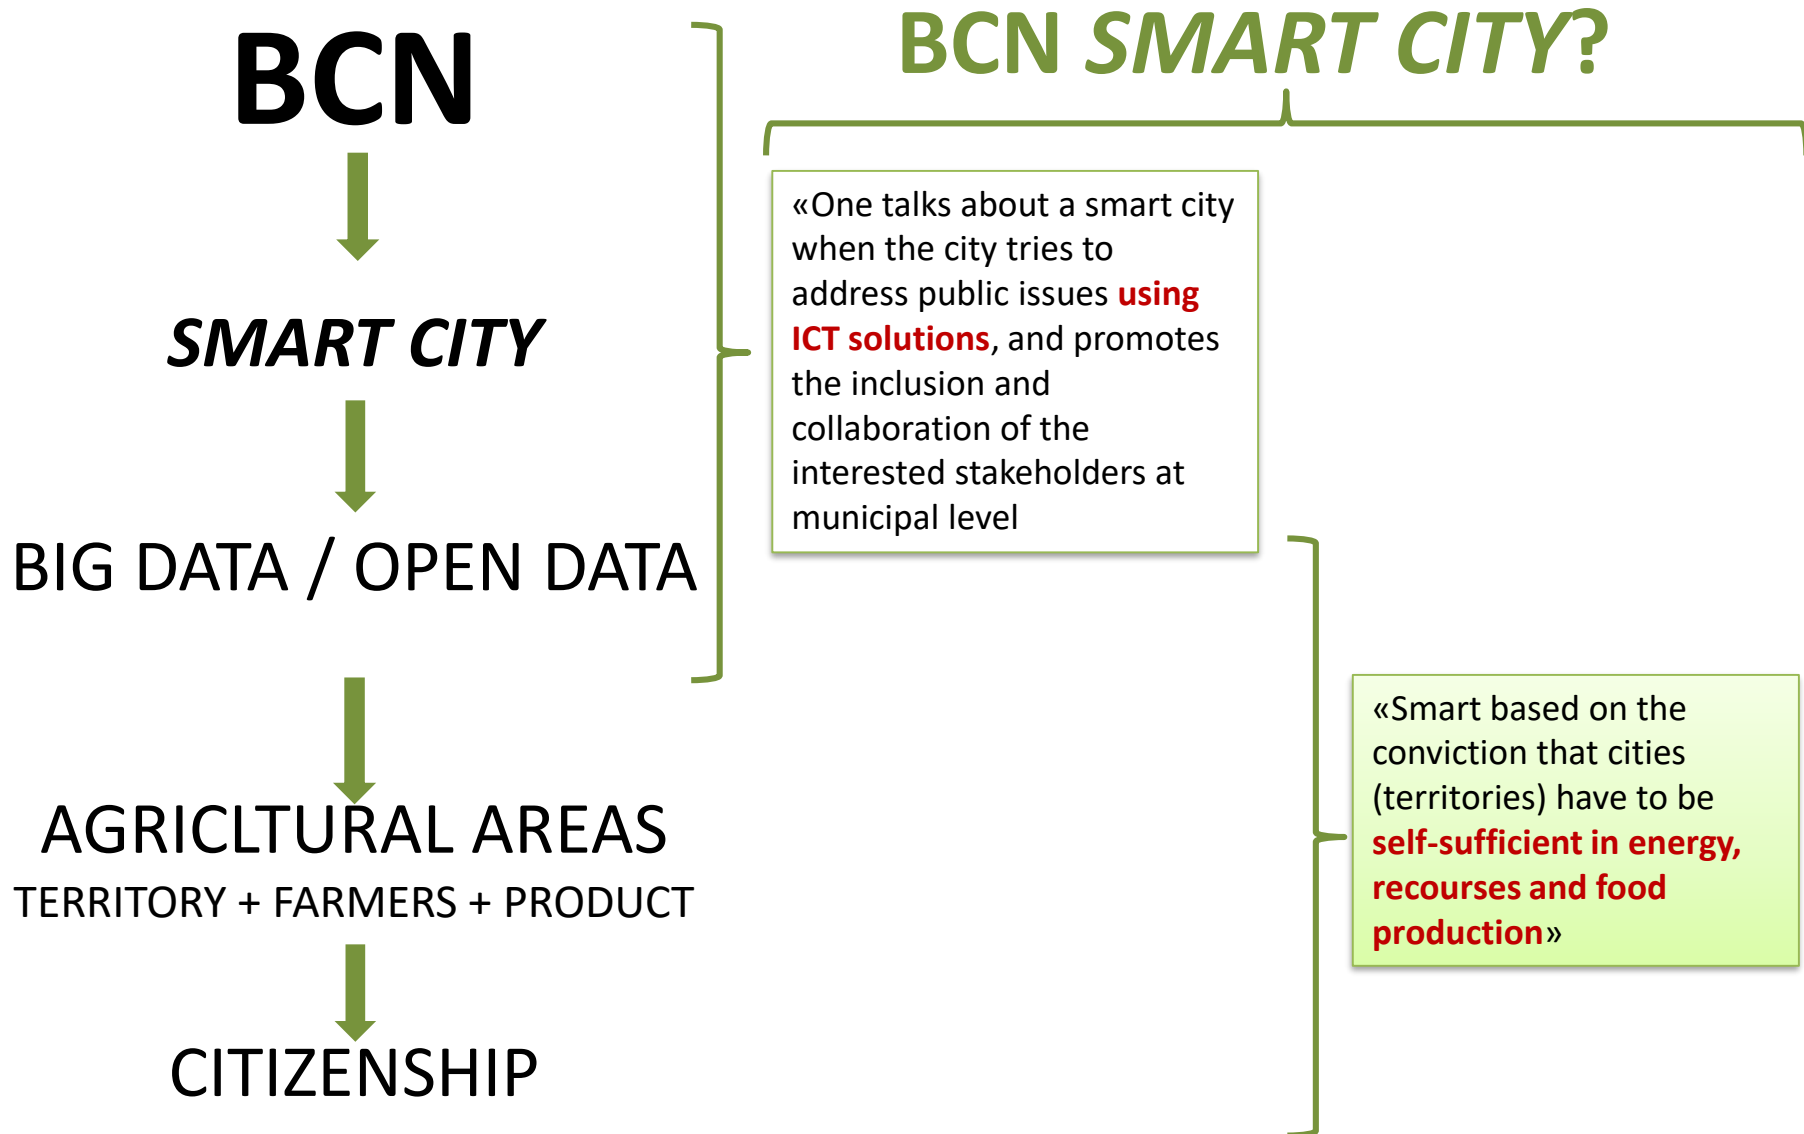 BCN
SMART CITY
BIG DATA / OPEN DATA
AGRICLTURAL AREAS
TERRITORY + FARMERS + PRODUCT
CITIZENSHIP
BCN SMART CITY?
«One talks about a smart city
when the city tries to
address public issues using
ICT solutions, and promotes
the inclusion and
collaboration of the
interested stakeholders at
municipal level
«Smart based on the
conviction that cities
(territories) have to be
self-sufficient in energy,
recourses and food
production»